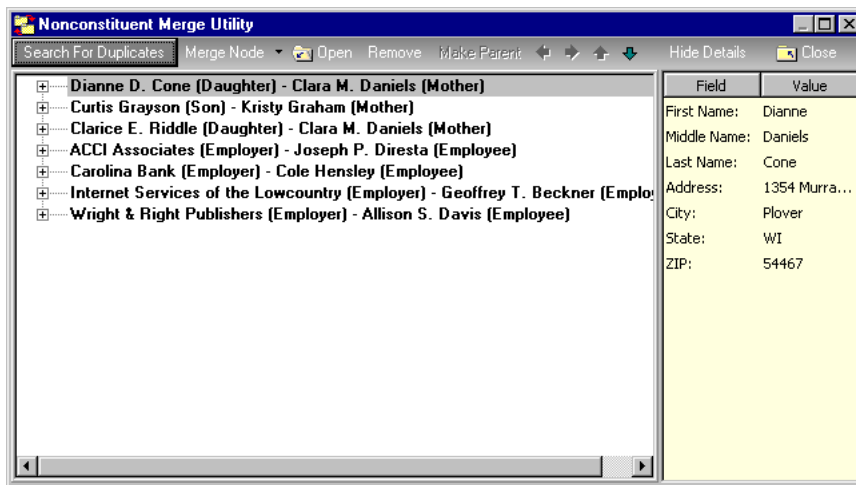 Nonconstituent Merge Utility
Search For Duplicates Merge Node Open Remove Make Parent Hide Details Close
Dianne D. Cone (Daughter) - Clara M. Daniels (Mother)
Curtis Grayson (Son) - Kristy Graham (Mother)
Clarice E. Riddle (Daughter) - Clara M. Daniels (Mother)
ACCI Associates (Employer) - Joseph P. Diresta (Employee)
Carolina Bank (Employer) - Cole Hensley (Employee)
Internet Services of the Lowcountry (Employer) - Geoffrey T. Beckner (Emplo
Wright & Right Publishers (Employer) - Allison S. Davis (Employee)
Field Value
First Name: Dianne
Middle Name: Daniels
Last Name: Cone
Address: 1354 Murra...
City: Plover
State: WI
ZIP: 54467